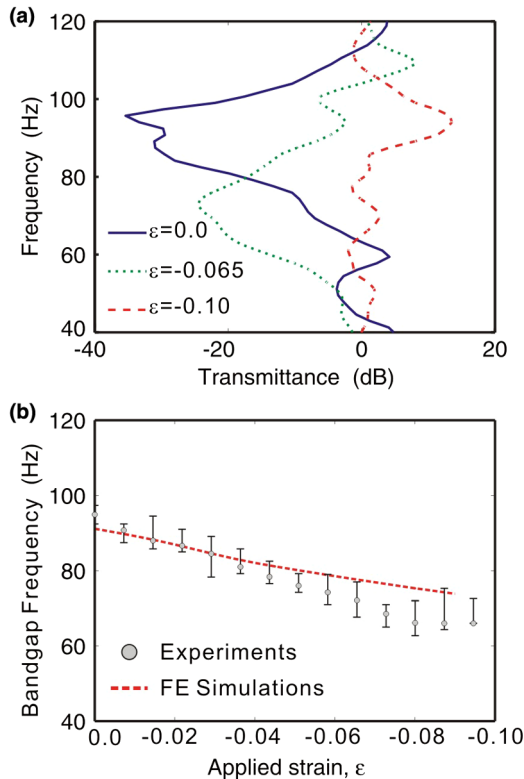 (a)
120
100
80
60
40
Frequency (Hz)
ε=0.0
ε=-0.065
ε=-0.10
-40 -20 0 20
Transmittance (dB)
(b)
120
100
80
60
40
Bandgap Frequency (Hz)
Experiments
FE Simulations
0.0 -0.02 -0.04 -0.06 -0.08 -0.10
Applied strain, ε